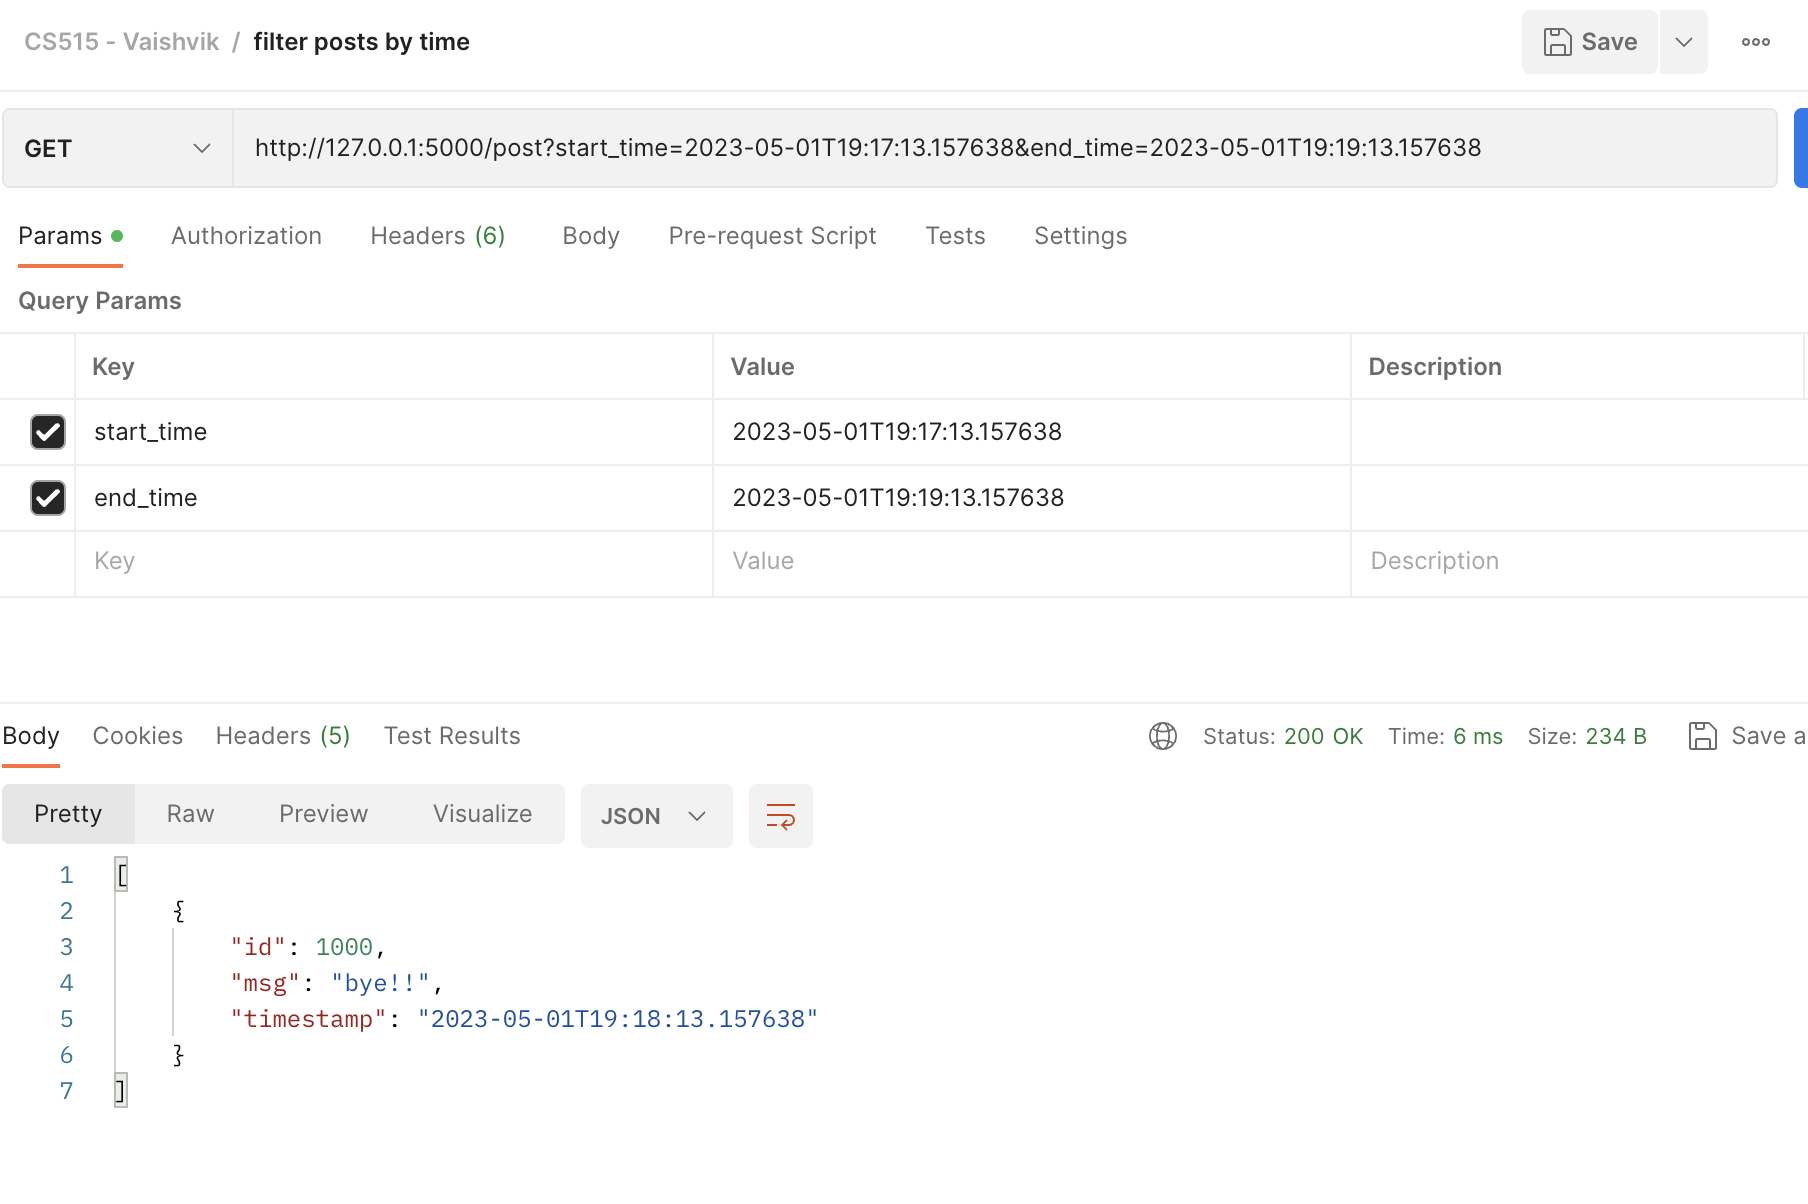 CS515 - Vaishvik / filter posts by time
Save
GET
http://127.0.0.1:5000/post?start_time=2023-05-01T19:17:13.157638&end_time=2023-05-01T19:19:13.157638
Params Authorization Headers (6) Body Pre-request Script Tests Settings
Query Params
Key Value Description
start_time 2023-05-01T19:17:13.157638
end_time 2023-05-01T19:19:13.157638
Key Value Description
Body Cookies Headers (5) Test Results Status: 200 OK Time: 6 ms Size: 234 B Save a
Pretty Raw Preview Visualize JSON
1 [
2 {
3 "id": 1000,
4 "msg": "bye!!",
5 "timestamp": "2023-05-01T19:18:13.157638"
6 }
7 ]